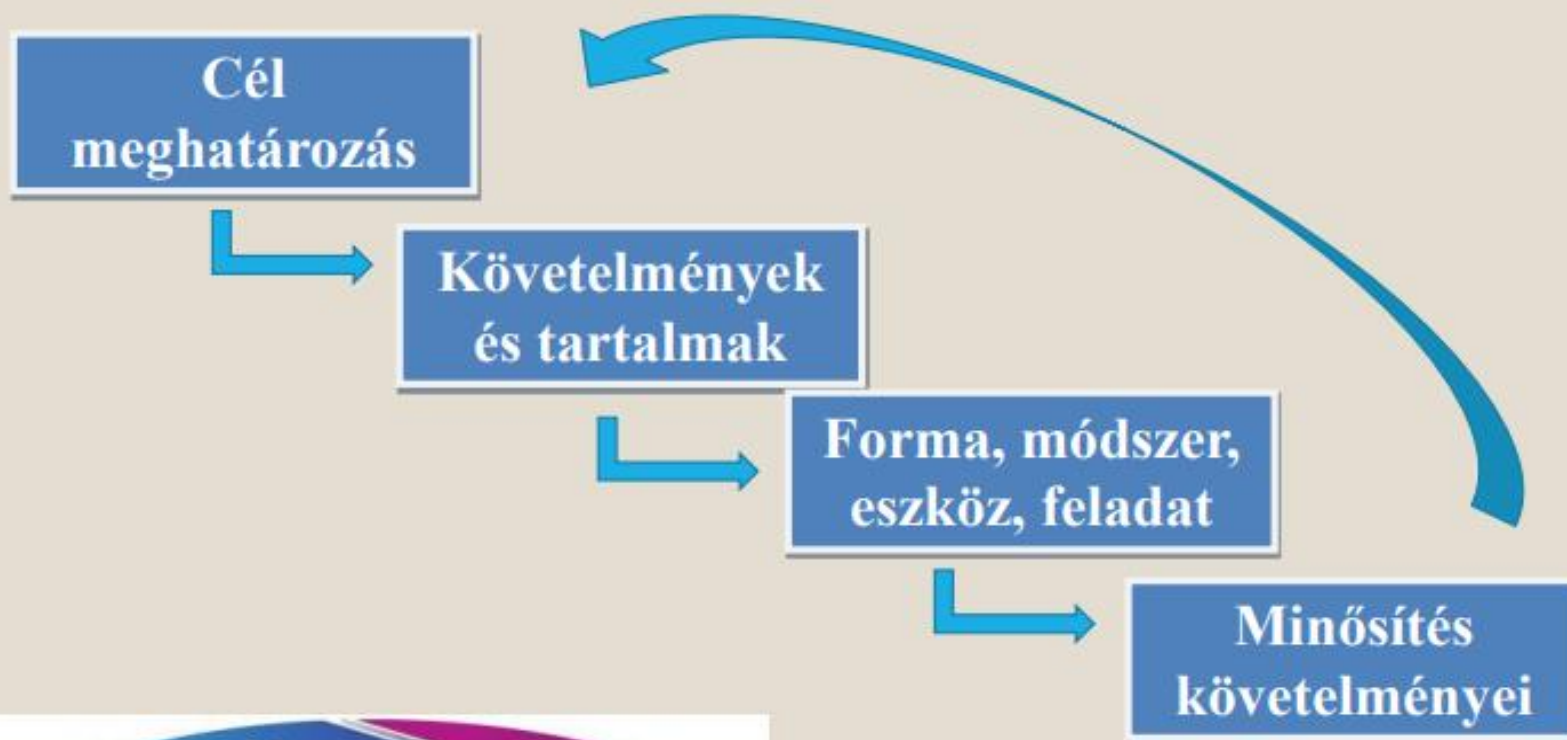 Cél
meghatározás
Követelmények
és tartalmak
Forma, módszer,
eszköz, feladat
Minősítés
követelményei